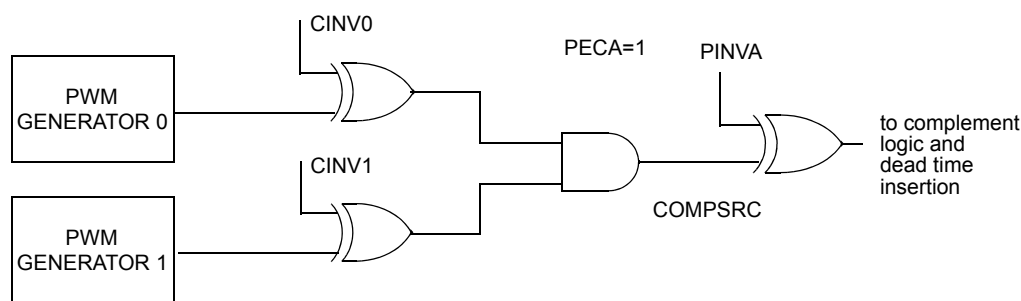 CINV0
PECA=1
PINVA
PWM
GENERATOR 0
to complement
logic and
dead time
insertion
CINV1
COMPSRC
PWM
GENERATOR 1